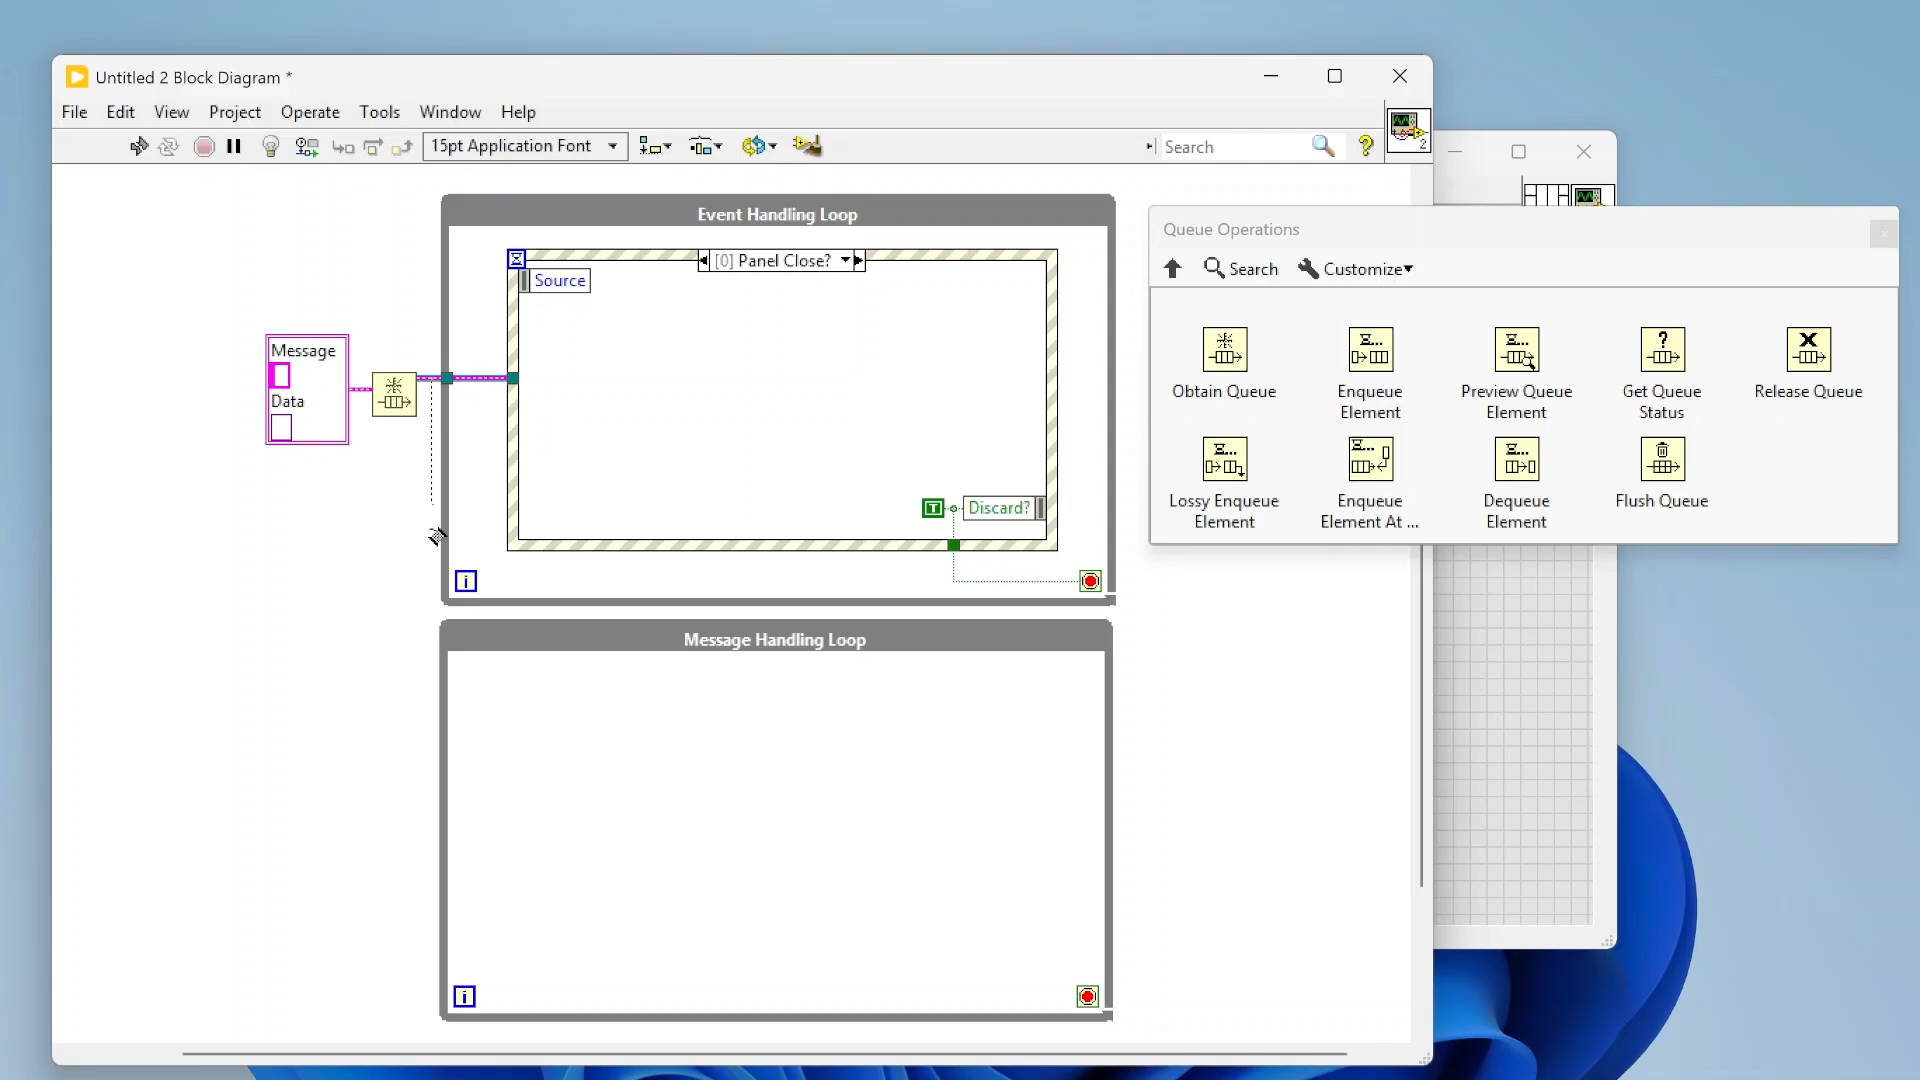 Untitled 2 Block Diagram *
File Edit View Project Operate Tools Window Help
15pt Application Font
Search
?
2
Event Handling Loop
[0] Panel Close?
Source
Message
Data
T
Discard?
i
Message Handling Loop
i
Queue Operations
Search Customize
Obtain Queue
Enqueue
Element
Preview Queue
Element
?
Get Queue
Status
X
Release Queue
Lossy Enqueue
Element
Enqueue
Element At ...
Dequeue
Element
Flush Queue